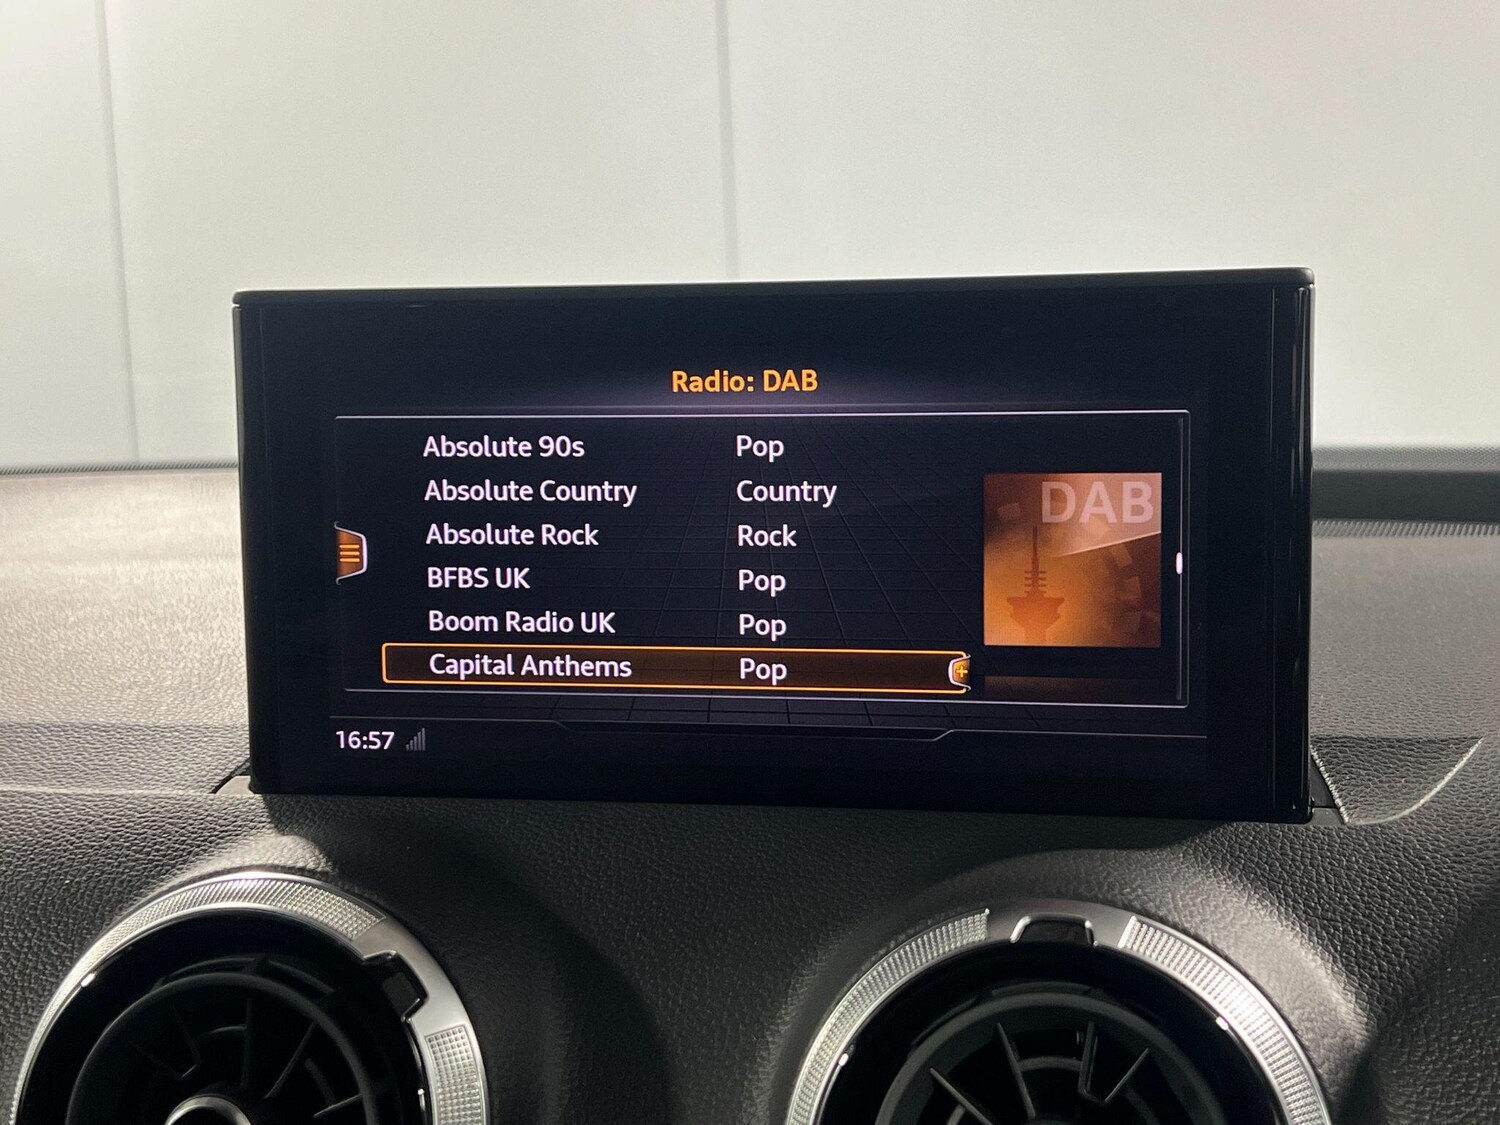 Radio: DAB
Absolute 90s Pop
Absolute Country Country
Absolute Rock Rock
BFBS UK Pop
Boom Radio UK Pop
Capital Anthems Pop
DAB
16:57